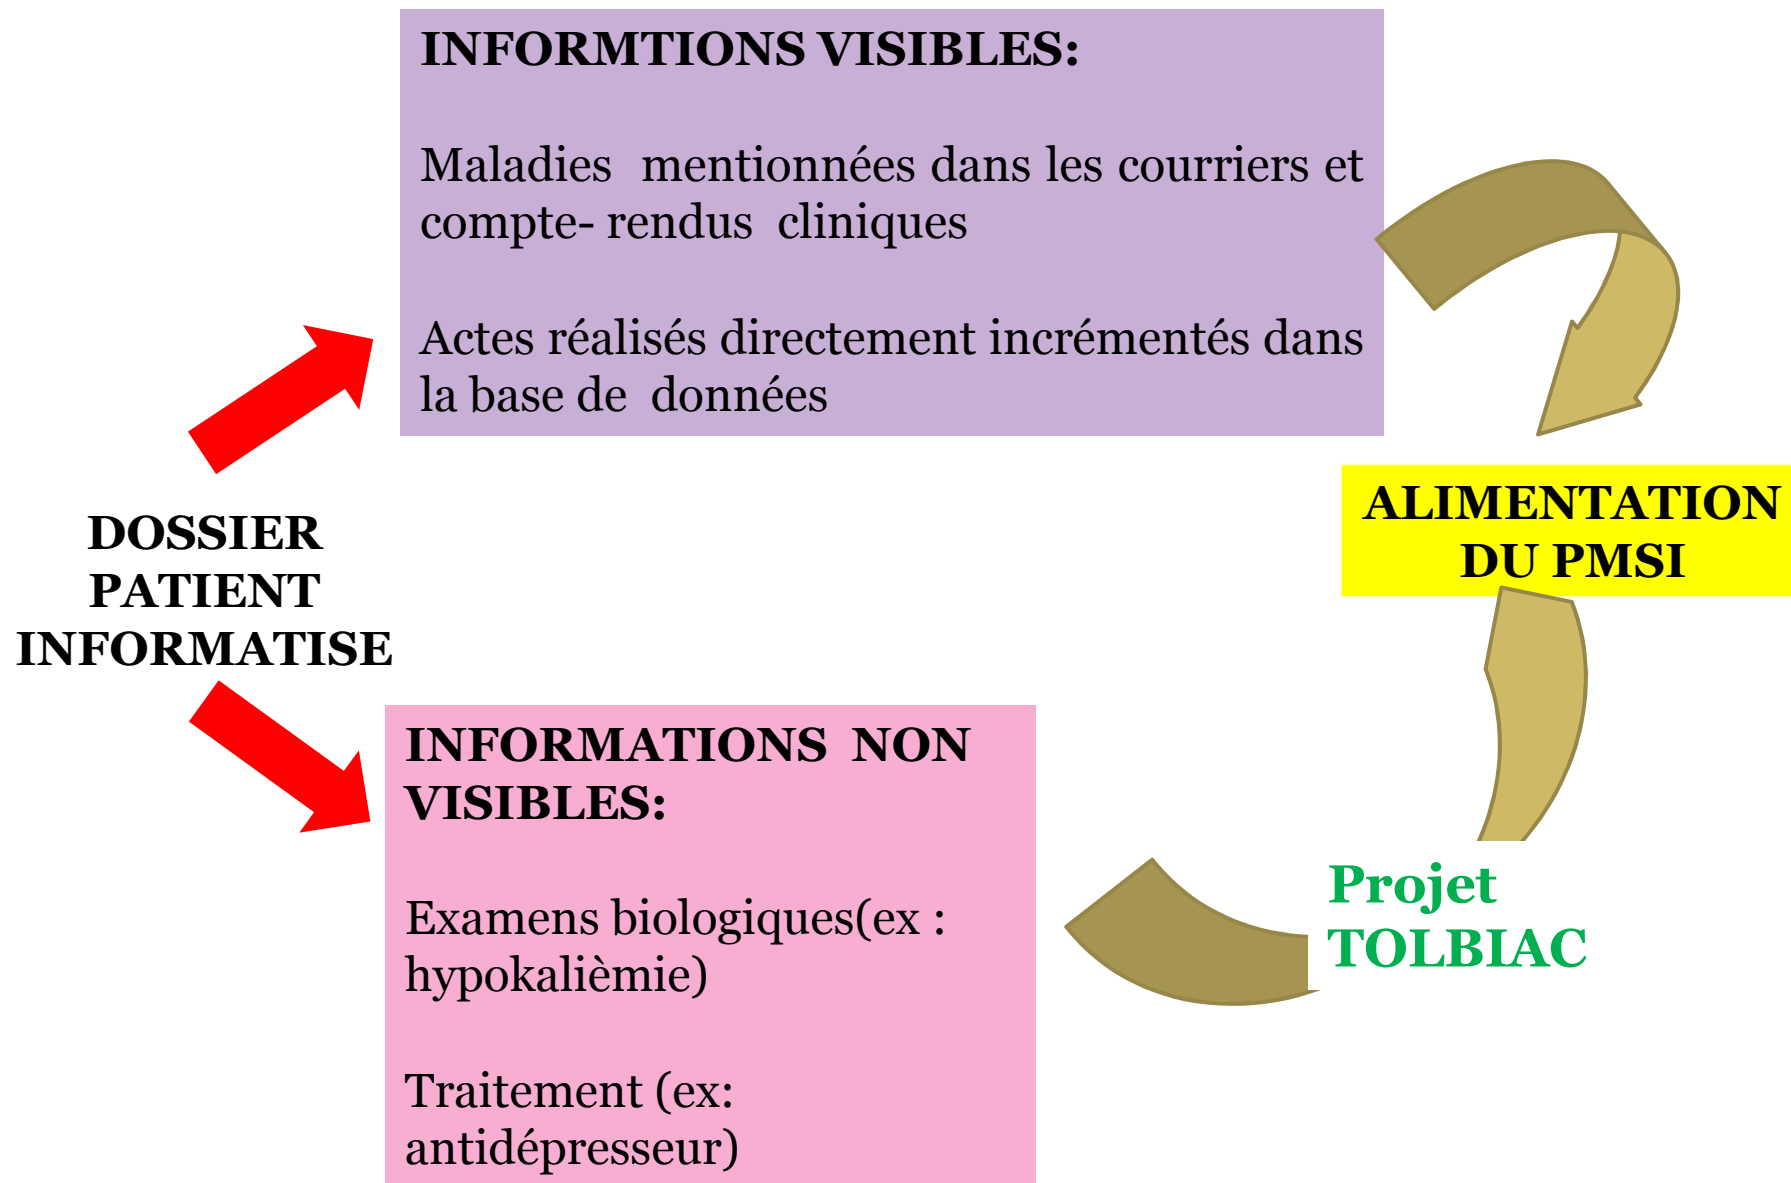 INFORMTIONS VISIBLES:
Maladies mentionnées dans les courriers et
compte- rendus cliniques
Actes réalisés directement incrémentés dans
la base de données
DOSSIER
PATIENT
INFORMATISE
ALIMENTATION
DU PMSI
INFORMATIONS NON
VISIBLES:
Examens biologiques(ex :
hypokalièmie)
Traitement (ex:
antidépresseur)
Projet
TOLBIAC